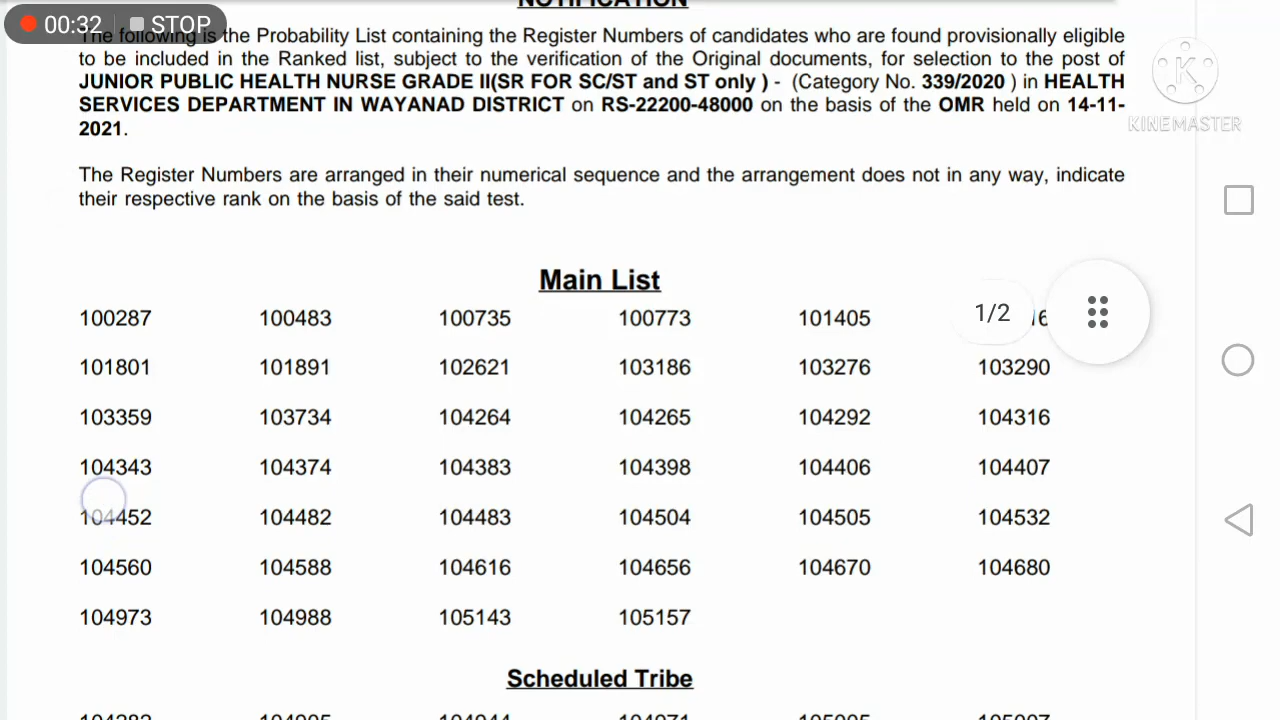 00:32 STOP
NOTIFICATION
The following is the Probability List containing the Register Numbers of candidates who are found provisionally eligible
to be included in the Ranked list, subject to the verification of the Original documents, for selection to the post of
JUNIOR PUBLIC HEALTH NURSE GRADE II(SR FOR SC/ST and ST only ) - (Category No. 339/2020 ) in HEALTH
SERVICES DEPARTMENT IN WAYANAD DISTRICT on RS-22200-48000 on the basis of the OMR held on 14-11-
2021.
K
KINEMASTER
The Register Numbers are arranged in their numerical sequence and the arrangement does not in any way, indicate
their respective rank on the basis of the said test.
Main List
100287 100483 100735 100773 101405
1/2
101801 101891 102621 103186 103276 103290
103359 103734 104264 104265 104292 104316
104343 104374 104383 104398 104406 104407
104452 104482 104483 104504 104505 104532
104560 104588 104616 104656 104670 104680
104973 104988 105143 105157
Scheduled Tribe